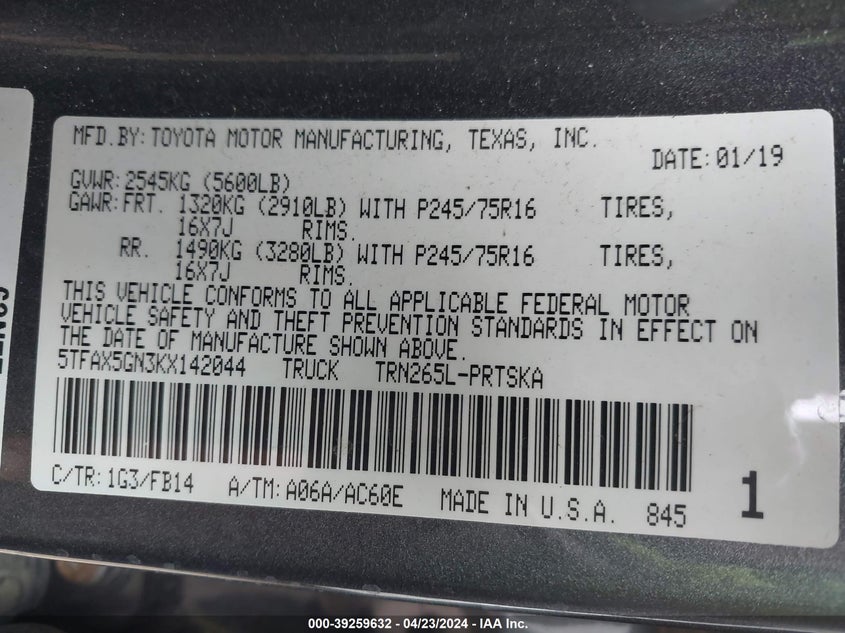 MFD.BY:TOYOTA MOTOR MANUFACTURING, TEXAS, INC.
DATE:01/19
GVWR:2545KG (5600LB)
GAWR:FRT. 1320KG (2910LB) WITH P245/75R16 TIRES,
16X7J RIMS.
RR. 1490KG (3280LB) WITH P245/75R16 TIRES,
16X7J RIMS.
THIS VEHICLE CONFORMS TO ALL APPLICABLE FEDERAL MOTOR
VEHICLE SAFETY AND THEFT PREVENTION STANDARDS IN EFFECT ON
THE DATE OF MANUFACTURE SHOWN ABOVE.
5TFAX5GN3KX142044 TRUCK TRN265L-PRTSKA
C/TR:1G3/FB14 A/TM:A06A/AC60E MADE IN U.S.A. 845
1
000-39259632 - 04/23/2024 - PRTAA Inc.